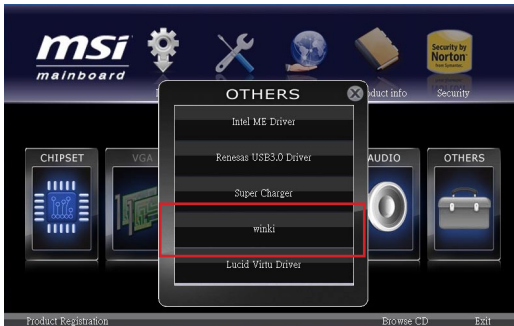 msi
mainboard
Security by
Norton
from Symantec
OTHERS
duct info
Security
Intel ME Driver
CHIPSET
VGA
Renesas USB3.0 Driver
AUDIO
OTHERS
Super Charger
winki
Lucid Virtu Driver
Product Registration
Browse CD
Exit